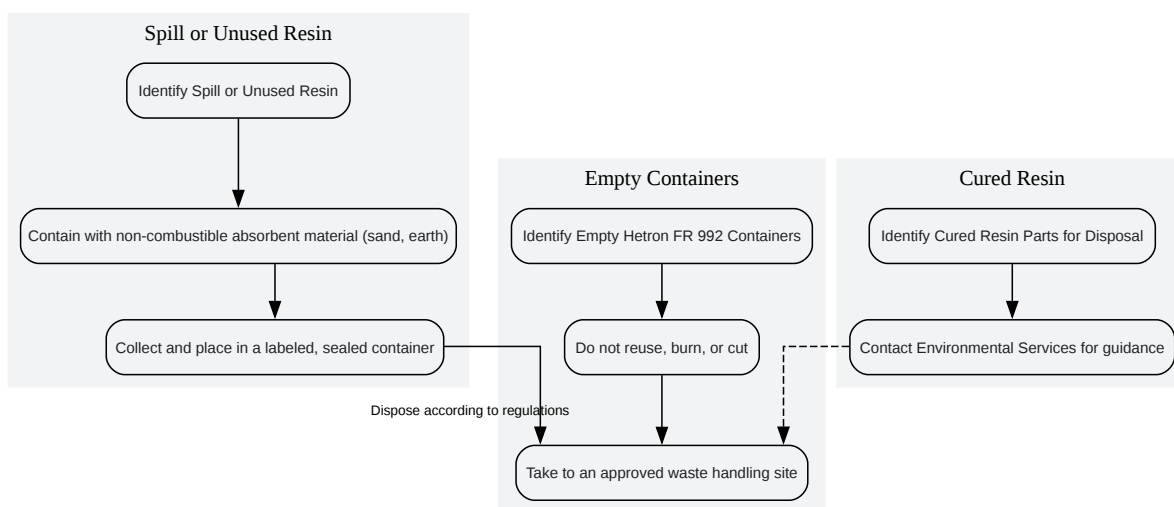 Spill or Unused Resin
Identify Spill or Unused Resin
Contain with non-combustible absorbent material (sand, earth)
Collect and place in a labeled, sealed container
Dispose according to regulations
Empty Containers
Identify Empty Hetron FR 992 Containers
Do not reuse, burn, or cut
Take to an approved waste handling site
Cured Resin
Identify Cured Resin Parts for Disposal
Contact Environmental Services for guidance